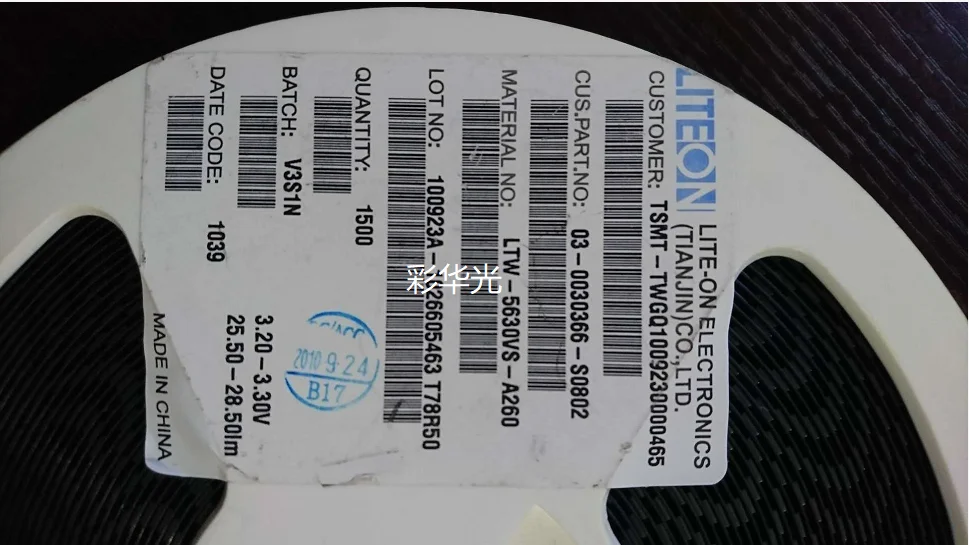 LITEON
LITE-ON ELECTRONICS
(TIANJIN)CO.,LTD.
CUSTOMER: TSMT-TWGQ1009230000465
CUS.PART.NO: 03-0030366-S0802
MATERIAL NO: LTW-5630VS-A260
LOT NO: 100923A- 26605463 T78R50
QUANTITY: 1500
BATCH: V3S1N
3.20-3.30V
DATE CODE: 1039
25.50-28.50lm
MADE IN CHINA
2010 9·24
B17
彩华光